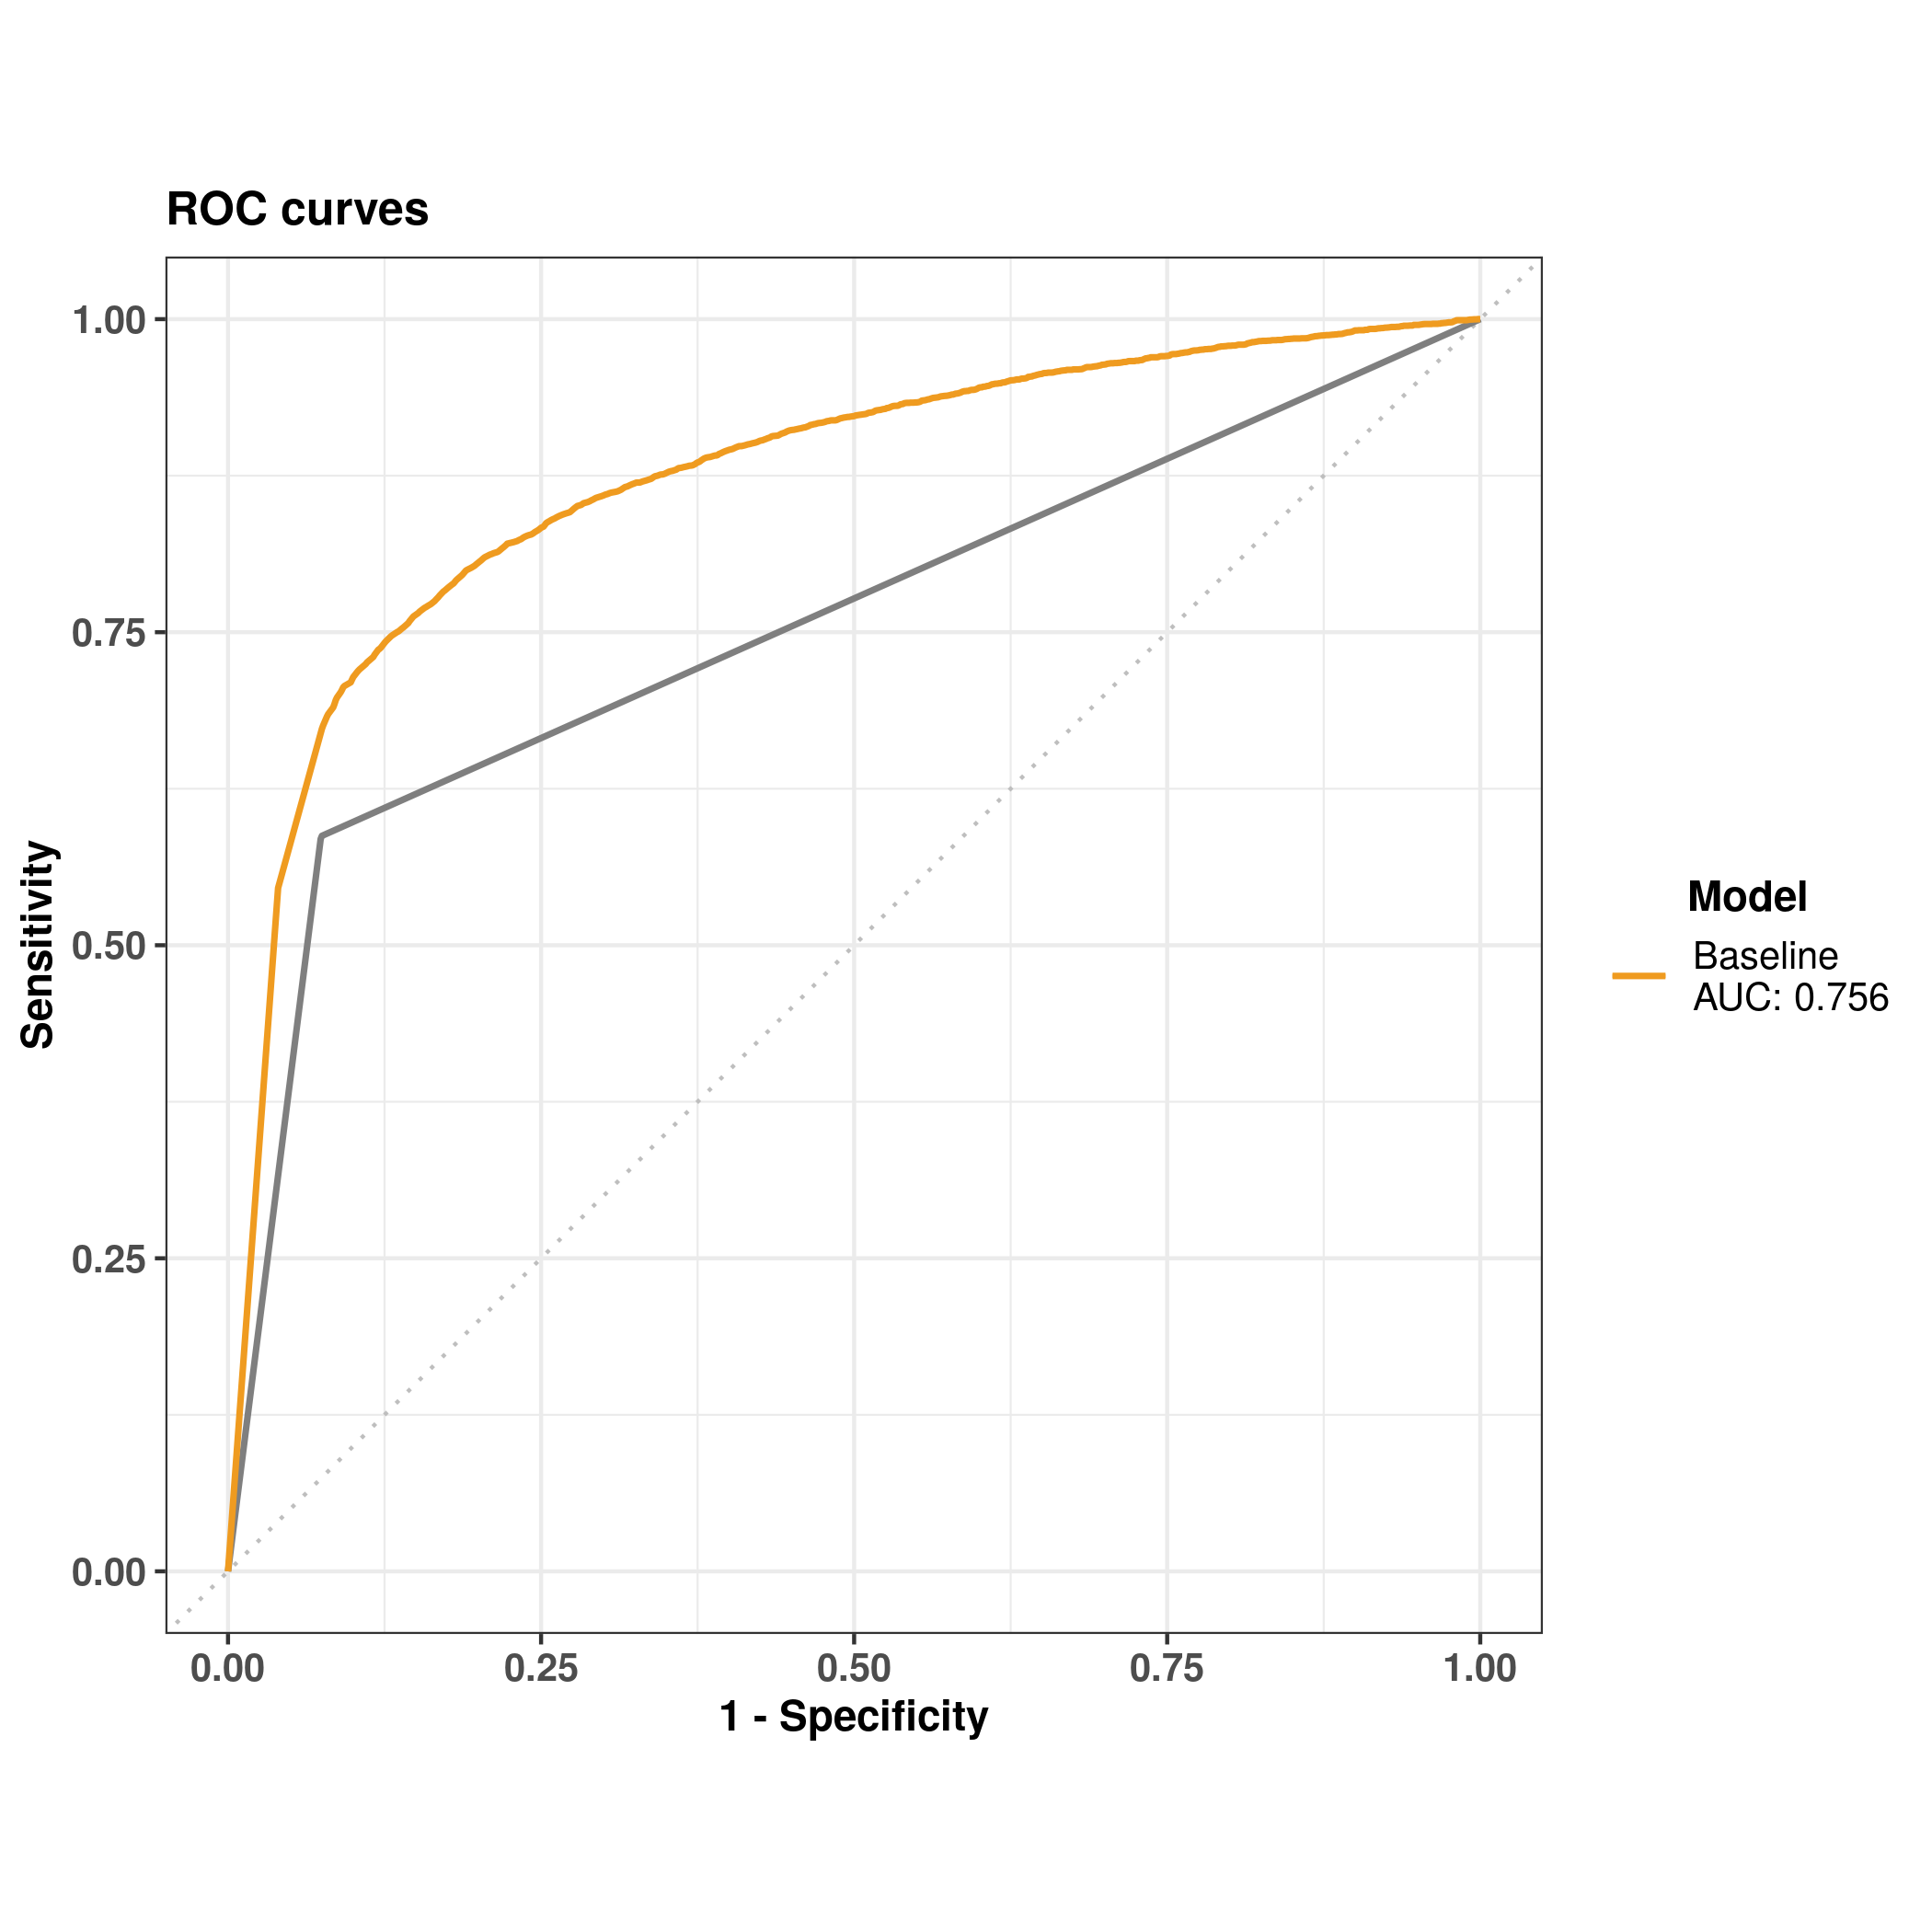 ROC curves
1.00
0.75
0.50
0.25
0.00
Sensitivity
0.00 0.25 0.50 0.75 1.00
1 - Specificity
Model
Baseline
AUC: 0.756